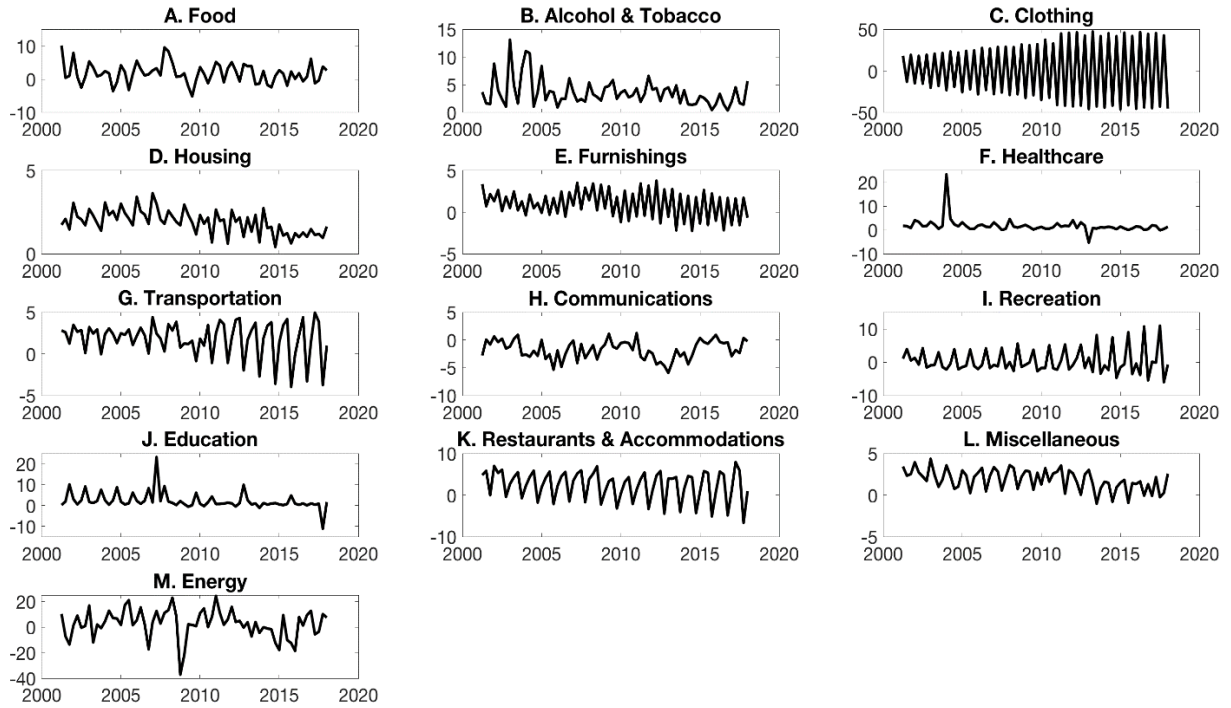 A. Food
10
0
-10
2000 2005 2010 2015 2020
B. Alcohol & Tobacco
15
10
5
0
2000 2005 2010 2015 2020
C. Clothing
50
0
-50
2000 2005 2010 2015 2020
D. Housing
5
0
2000 2005 2010 2015 2020
E. Furnishings
5
0
-5
2000 2005 2010 2015 2020
F. Healthcare
20
10
0
-10
2000 2005 2010 2015 2020
G. Transportation
5
0
-5
2000 2005 2010 2015 2020
H. Communications
5
0
-5
-10
2000 2005 2010 2015 2020
I. Recreation
10
0
-10
2000 2005 2010 2015 2020
J. Education
20
10
0
-10
2000 2005 2010 2015 2020
K. Restaurants & Accommodations
10
0
-10
2000 2005 2010 2015 2020
L. Miscellaneous
5
0
-5
2000 2005 2010 2015 2020
M. Energy
20
0
-20
-40
2000 2005 2010 2015 2020